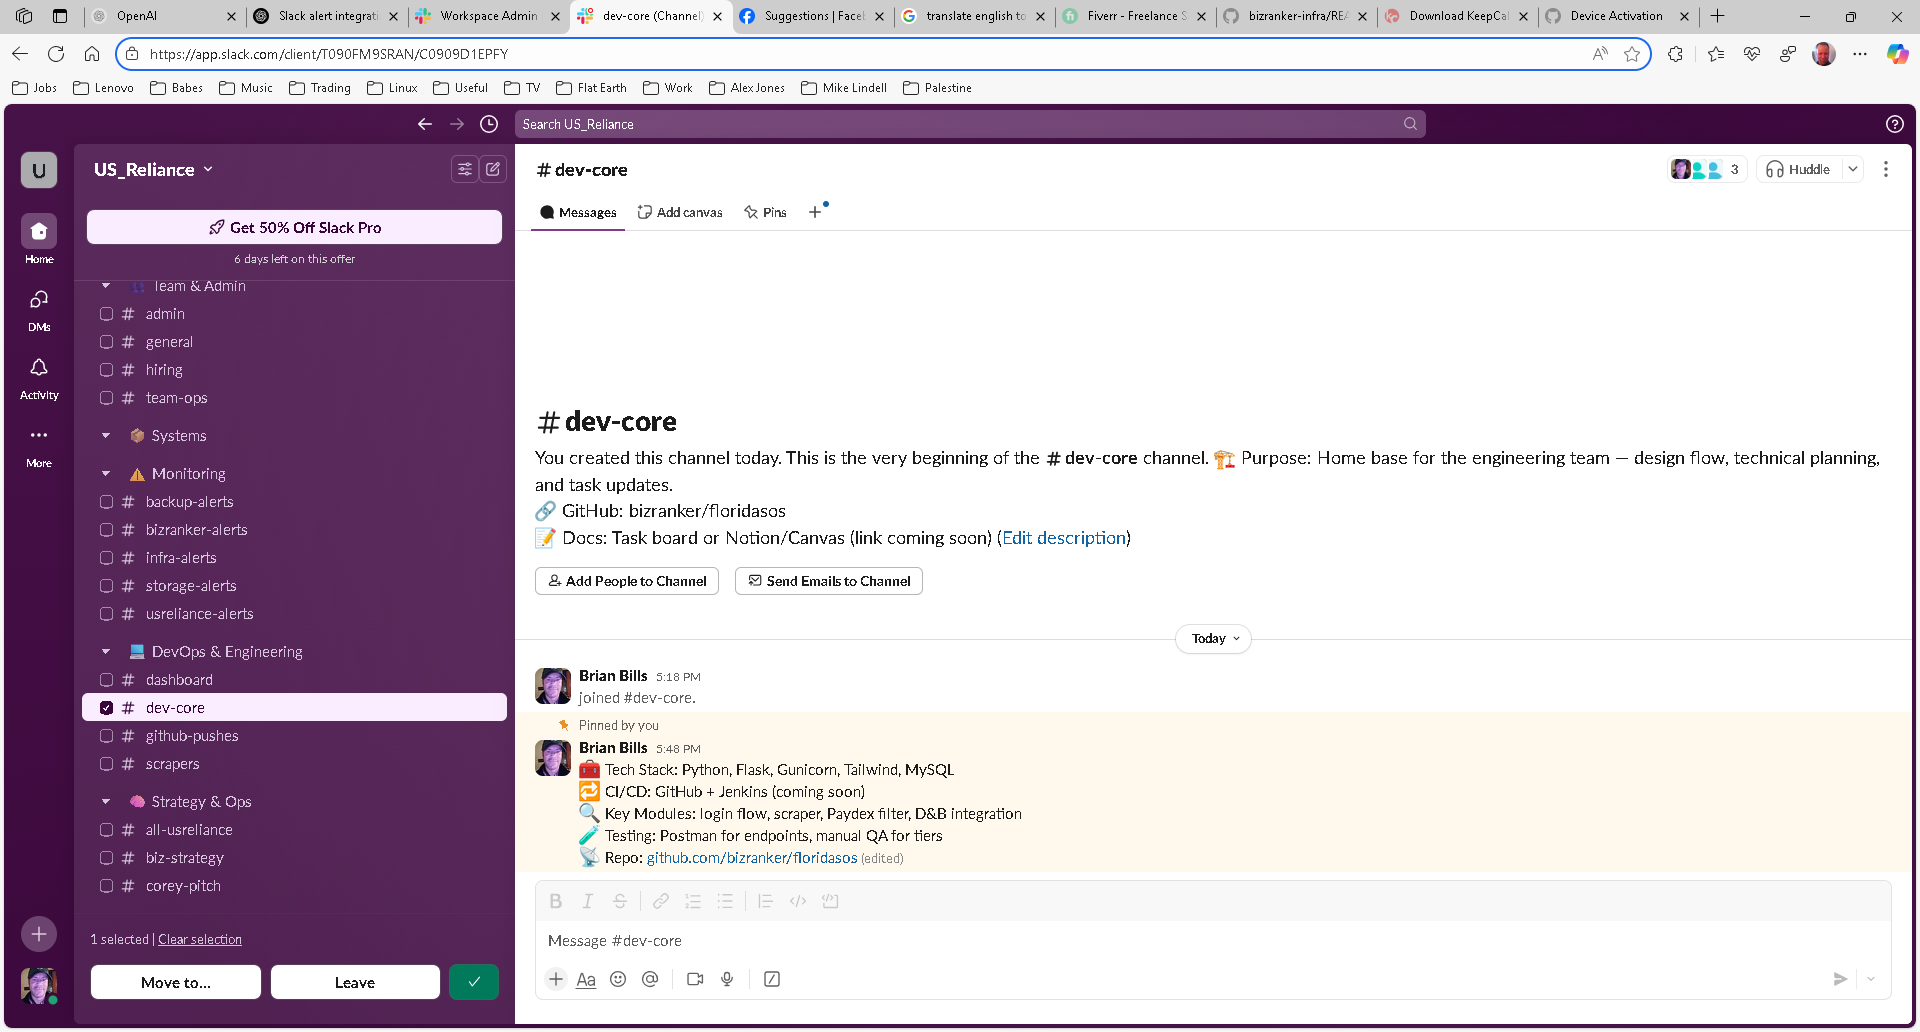 OpenAI
Slack alert integrati
Workspace Admin
dev-core (Channel)
Suggestions | Faceb
translate english to
Fiverr - Freelance S
bizranker-infra/REA
Download KeepCal
Device Activation
https://app.slack.com/client/T090FM9SRAN/C0909D1EPFY
Jobs
Lenovo
Babes
Music
Trading
Linux
Useful
TV
Flat Earth
Work
Alex Jones
Mike Lindell
Palestine
Search US_Reliance
U
Home
DMs
Activity
More
US_Reliance
Get 50% Off Slack Pro
6 days left on this offer
Team & Admin
# admin
# general
# hiring
# team-ops
Systems
Monitoring
# backup-alerts
# bizranker-alerts
# infra-alerts
# storage-alerts
# usreliance-alerts
DevOps & Engineering
# dashboard
# dev-core
# github-pushes
# scrapers
Strategy & Ops
# all-usreliance
# biz-strategy
# corey-pitch
1 selected | Clear selection
Move to...
Leave
# dev-core
3
Huddle
Messages
Add canvas
Pins
# dev-core
You created this channel today. This is the very beginning of the # dev-core channel. 🏗️ Purpose: Home base for the engineering team — design flow, technical planning,
and task updates.
🔗 GitHub: bizranker/floridasos
📝 Docs: Task board or Notion/Canvas (link coming soon) (Edit description)
Add People to Channel
Send Emails to Channel
Today
Brian Bills 5:18 PM
joined #dev-core.
Pinned by you
Brian Bills 5:48 PM
🧰 Tech Stack: Python, Flask, Gunicorn, Tailwind, MySQL
🔁 CI/CD: GitHub + Jenkins (coming soon)
🔍 Key Modules: login flow, scraper, Paydex filter, D&B integration
🧪 Testing: Postman for endpoints, manual QA for tiers
📡 Repo: github.com/bizranker/floridasos (edited)
Message #dev-core
Aa